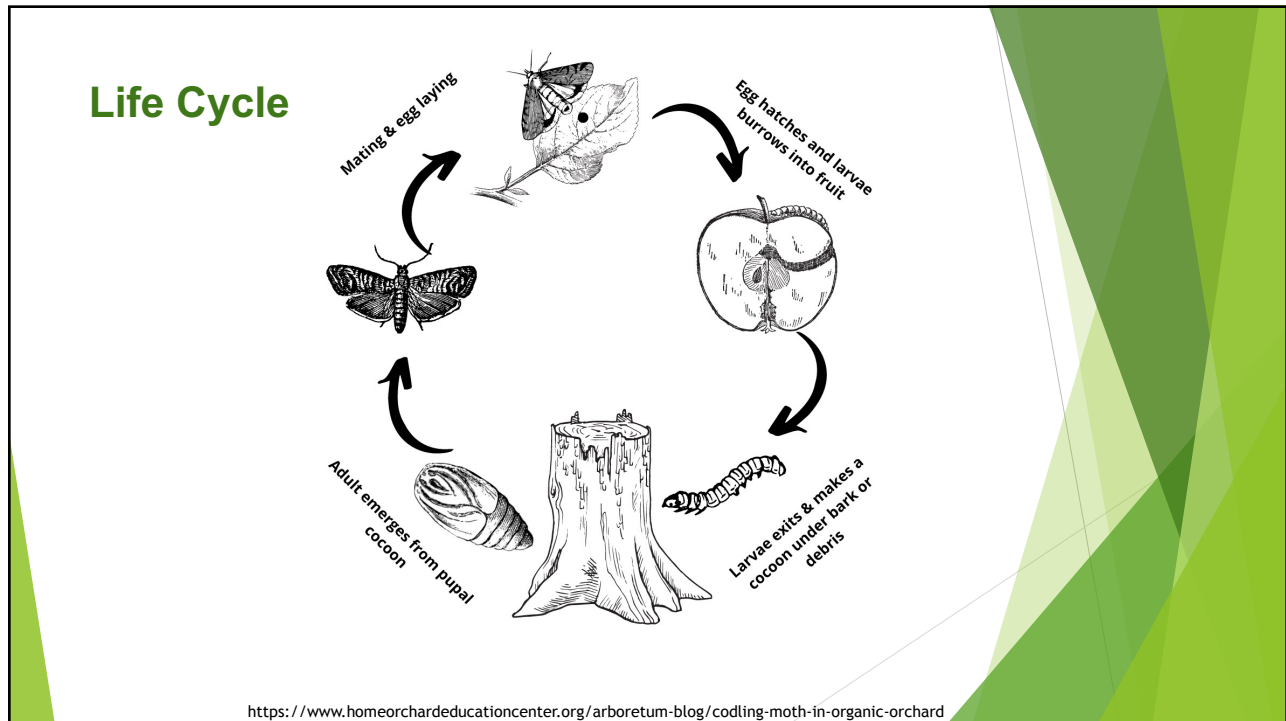 Life Cycle
Mating & egg laying
Egg hatches and larvae
burrows into fruit
Larvae exits & makes a
cocoon under bark or
debris
Adult emerges from pupal
cocoon
https://www.homeorchardeducationcenter.org/arboretum-blog/codling-moth-in-organic-orchard